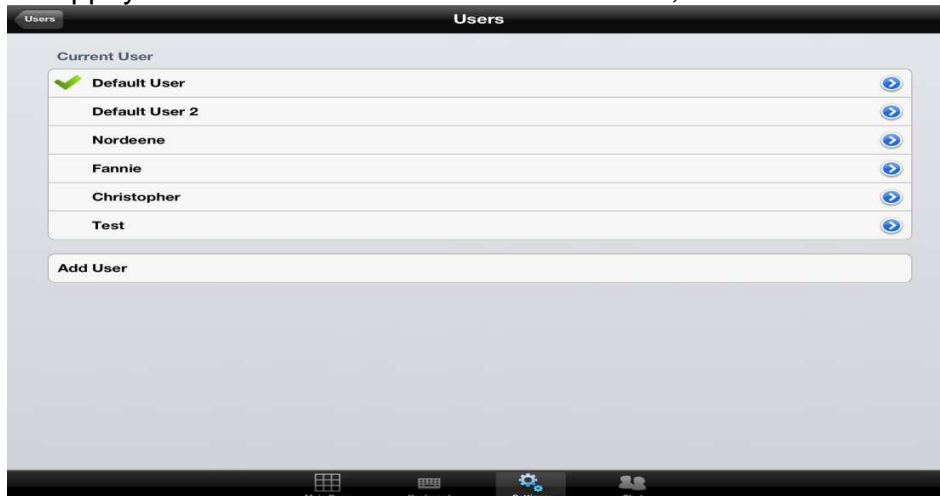 Users
Users
Current User
Default User
Default User 2
Nordeene
Fannie
Christopher
Test
Add User